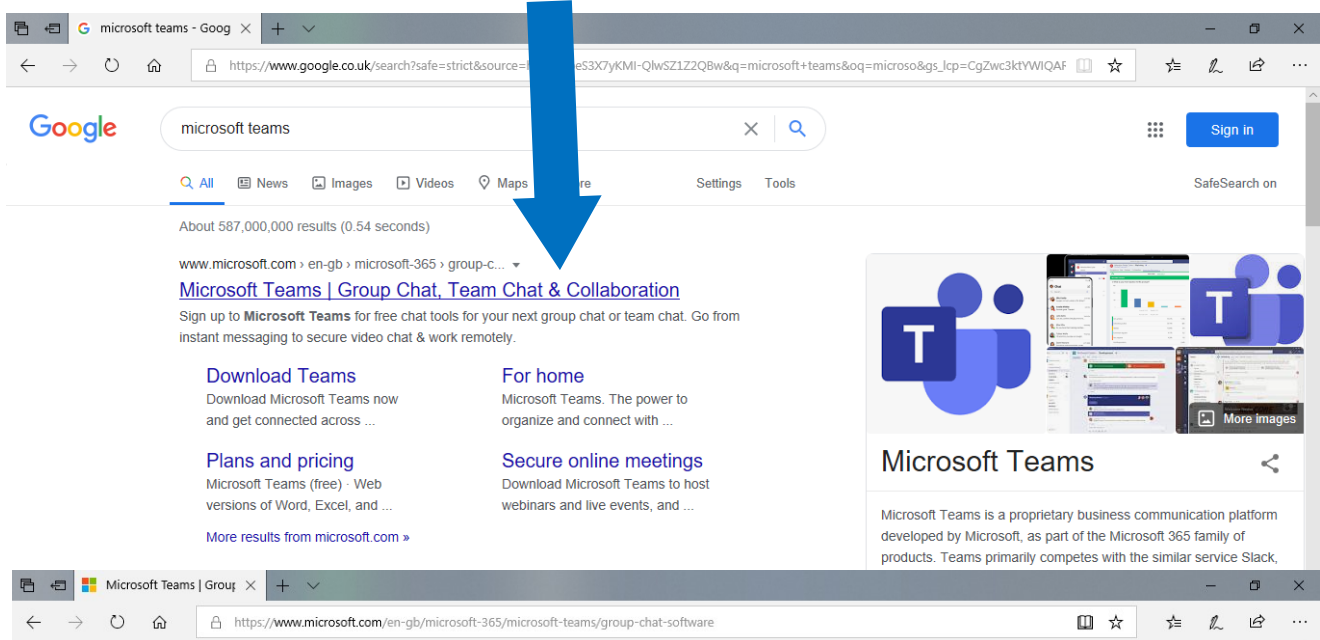 microsoft teams - Goog
https://www.google.co.uk/search?safe=strict&source=
eS3X7yKMI-QlwSZ1Z2QBw&q=microsoft+teams&oq=microso&gs_lcp=CgZwc3ktYWIQAF
Google
microsoft teams
Sign in
All News Images Videos Maps
Settings Tools
SafeSearch on
About 587,000,000 results (0.54 seconds)
www.microsoft.com › en-gb › microsoft-365 › group-c...
Microsoft Teams | Group Chat, Team Chat & Collaboration
Sign up to Microsoft Teams for free chat tools for your next group chat or team chat. Go from
instant messaging to secure video chat & work remotely.
Download Teams
Download Microsoft Teams now
and get connected across ...
For home
Microsoft Teams. The power to
organize and connect with ...
Plans and pricing
Microsoft Teams (free) · Web
versions of Word, Excel, and ...
Secure online meetings
Download Microsoft Teams to host
webinars and live events, and ...
More results from microsoft.com »
T
T
More images
Microsoft Teams
Microsoft Teams is a proprietary business communication platform
developed by Microsoft, as part of the Microsoft 365 family of
products. Teams primarily competes with the similar service Slack,
Microsoft Teams | Group
https://www.microsoft.com/en-gb/microsoft-365/microsoft-teams/group-chat-software